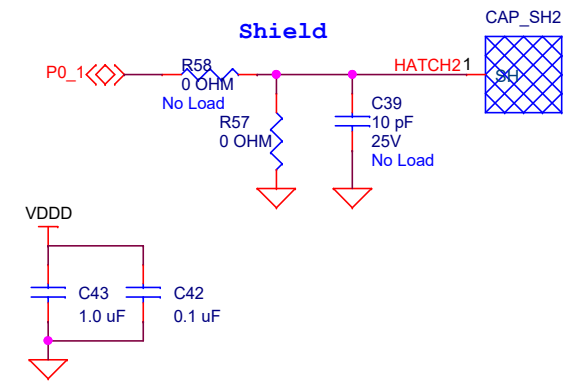 CAP_SH2
Shield
P0_1
R58
0 OHM
No Load
HATCH2
1
SH
R57
0 OHM
C39
10 pF
25V
No Load
VDDD
C43
1.0 uF
C42
0.1 uF